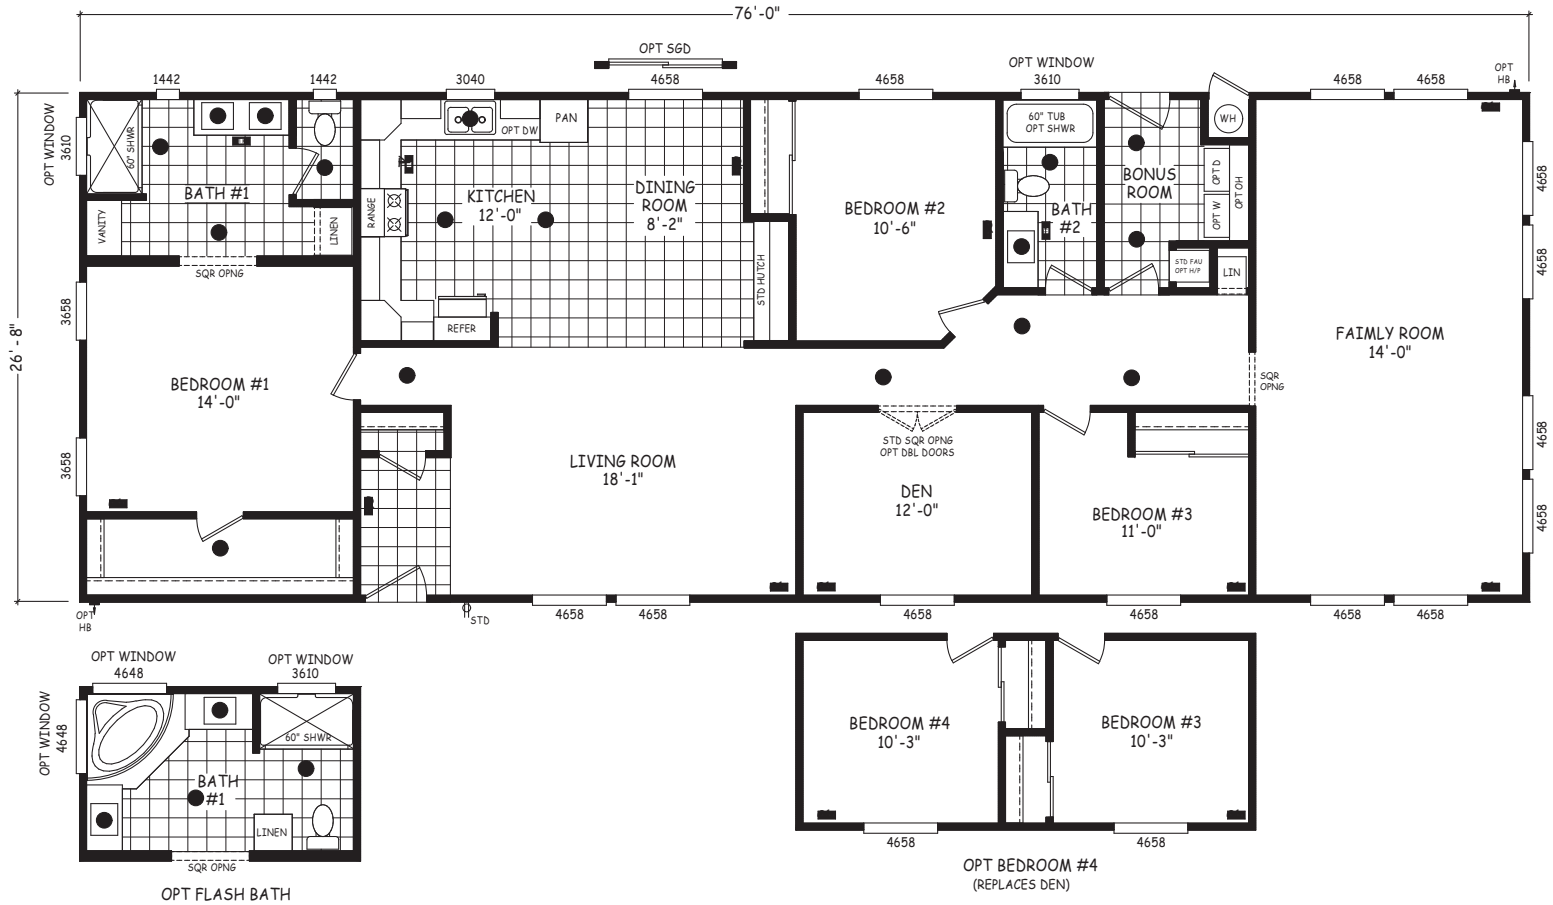 76'-0"
OPT SGD
OPT WINDOW
OPT
HB
1442
1442
3040
4658
4658
3610
4658
4658
OPT WINDOW
3610
60" SHWR
BATH #1
VANITY
LINEN
SQR OPNG
RANGE
KITCHEN
12'-0"
OPT DW
PAN
REFER
DINING
ROOM
8'-2"
STD HUTCH
BEDROOM #2
10'-6"
60" TUB
OPT SHWR
BATH
#2
BONUS
ROOM
WH
OPT D
OPT W
OPT OH
STD FAU
OPT H/P
LIN
FAIMLY ROOM
14'-0"
4658
4658
4658
4658
26'-8"
3658
3658
BEDROOM #1
14'-0"
LIVING ROOM
18'-1"
STD SQR OPNG
OPT DBL DOORS
DEN
12'-0"
BEDROOM #3
11'-0"
SQR
OPNG
OPT
HB
STD
4658
4658
4658
4658
4658
4658
OPT WINDOW
4648
OPT WINDOW
3610
OPT WINDOW
4648
60" SHWR
BATH
#1
LINEN
SQR OPNG
OPT FLASH BATH
BEDROOM #4
10'-3"
BEDROOM #3
10'-3"
4658
4658
OPT BEDROOM #4
(REPLACES DEN)